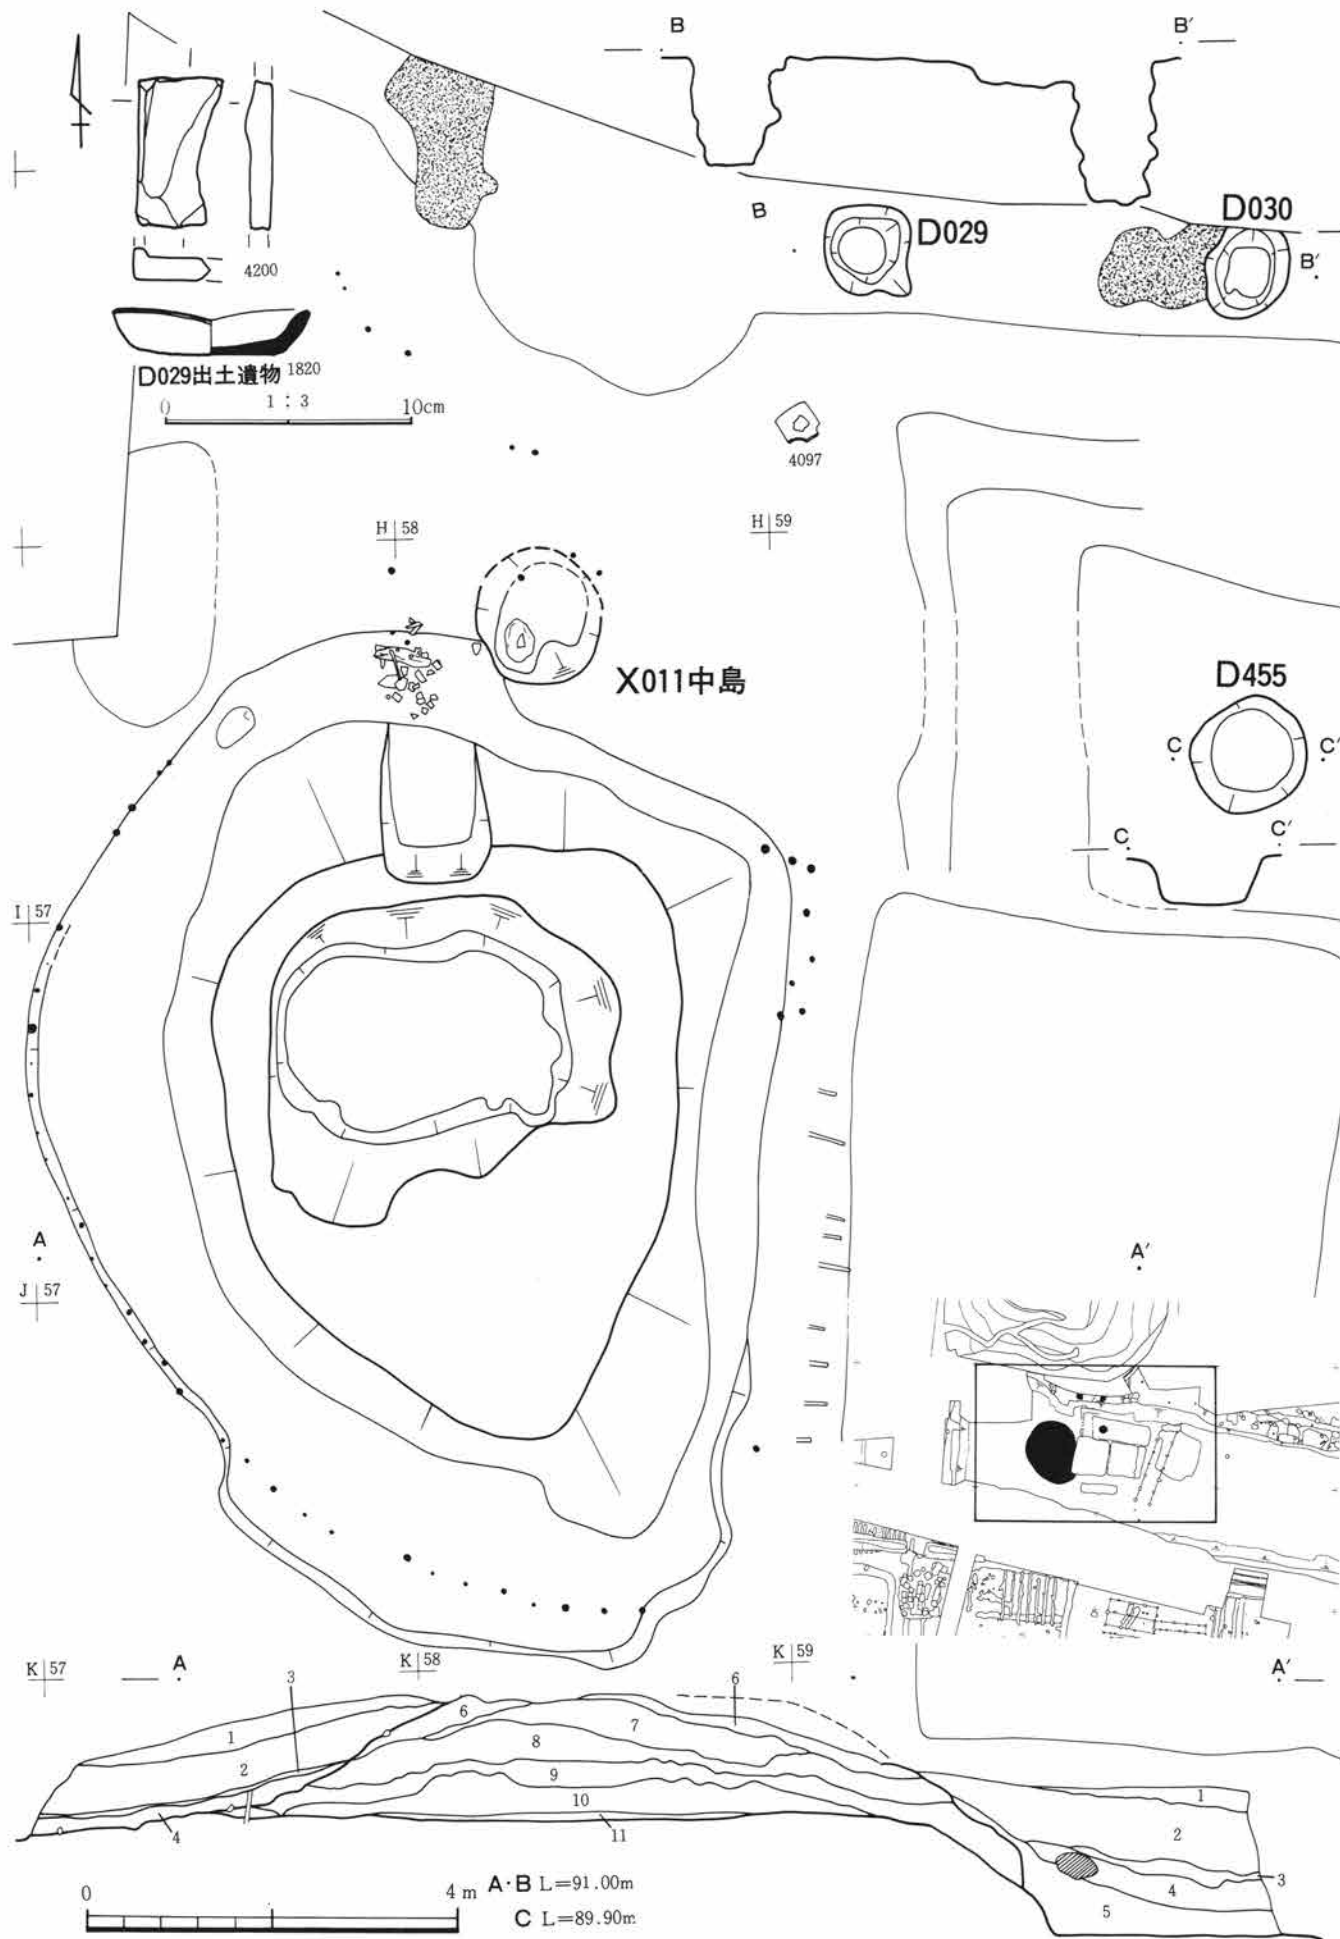 B
B′
D029
D030
B
B′
4200
D029出土遺物 1820
0 1 : 3 10cm
4097
H 58
H 59
X011中島
D455
C
C′
C
C′
I 57
A
A′
J 57
K 57
A
K 58
K 59
A′
3
6
6
7
1
8
2
9
1
10
2
4
11
3
4
5
0 4 m
A・B L=91.00m
C L=89.90m